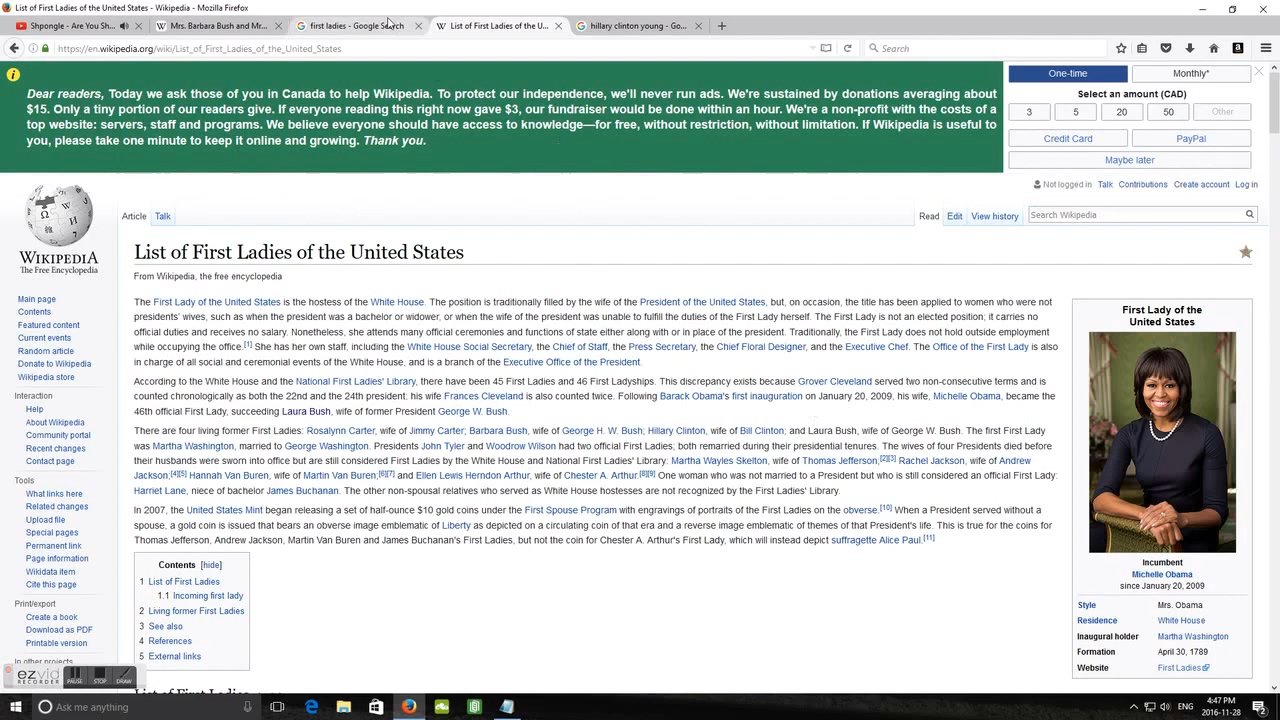 List of First Ladies of the United States - Wikipedia - Mozilla Firefox
Shpongle - Are You Sh...
Mrs. Barbara Bush and Mr...
first ladies - Google Search
List of First Ladies of the U...
hillary clinton young - Go...
https://en.wikipedia.org/wiki/List_of_First_Ladies_of_the_United_States
Search
Dear readers, Today we ask those of you in Canada to help Wikipedia. To protect our independence, we'll never run ads. We're sustained by donations averaging about
$15. Only a tiny portion of our readers give. If everyone reading this right now gave $3, our fundraiser would be done within an hour. We're a non-profit with the costs of a
top website: servers, staff and programs. We believe everyone should have access to knowledge—for free, without restriction, without limitation. If Wikipedia is useful to
you, please take one minute to keep it online and growing. Thank you.
One-time
Monthly*
Select an amount (CAD)
3
5
20
50
Other
Credit Card
PayPal
Maybe later
Not logged in Talk Contributions Create account Log in
WIKIPEDIA
The Free Encyclopedia
Article Talk
Read Edit View history
Search Wikipedia
List of First Ladies of the United States
From Wikipedia, the free encyclopedia
The First Lady of the United States is the hostess of the White House. The position is traditionally filled by the wife of the President of the United States, but, on occasion, the title has been applied to women who were not
presidents' wives, such as when the president was a bachelor or widower, or when the wife of the president was unable to fulfill the duties of the First Lady herself. The First Lady is not an elected position; it carries no
official duties and receives no salary. Nonetheless, she attends many official ceremonies and functions of state either along with or in place of the president. Traditionally, the First Lady does not hold outside employment
while occupying the office.[1] She has her own staff, including the White House Social Secretary, the Chief of Staff, the Press Secretary, the Chief Floral Designer, and the Executive Chef. The Office of the First Lady is also
in charge of all social and ceremonial events of the White House, and is a branch of the Executive Office of the President.
According to the White House and the National First Ladies' Library, there have been 45 First Ladies and 46 First Ladyships. This discrepancy exists because Grover Cleveland served two non-consecutive terms and is
counted chronologically as both the 22nd and the 24th president; his wife Frances Cleveland is also counted twice. Following Barack Obama's first inauguration on January 20, 2009, his wife, Michelle Obama, became the
46th official First Lady, succeeding Laura Bush, wife of former President George W. Bush.
There are four living former First Ladies: Rosalynn Carter, wife of Jimmy Carter; Barbara Bush, wife of George H. W. Bush; Hillary Clinton, wife of Bill Clinton; and Laura Bush, wife of George W. Bush. The first First Lady
was Martha Washington, married to George Washington. Presidents John Tyler and Woodrow Wilson had two official First Ladies, both remarried during their presidential tenures. The wives of four Presidents died before
their husbands were sworn into office but are still considered First Ladies by the White House and National First Ladies' Library: Martha Wayles Skelton, wife of Thomas Jefferson;[2][3] Rachel Jackson, wife of Andrew
Jackson;[4][5] Hannah Van Buren, wife of Martin Van Buren;[6][7] and Ellen Lewis Herndon Arthur, wife of Chester A. Arthur.[8][9] One woman who was not married to a President but who is still considered an official First Lady:
Harriet Lane, niece of bachelor James Buchanan. The other non-spousal relatives who served as White House hostesses are not recognized by the First Ladies' Library.
In 2007, the United States Mint began releasing a set of half-ounce $10 gold coins under the First Spouse Program with engravings of portraits of the First Ladies on the obverse.[10] When a President served without a
spouse, a gold coin is issued that bears an obverse image emblematic of Liberty as depicted on a circulating coin of that era and a reverse image emblematic of themes of that President's life. This is true for the coins for
Thomas Jefferson, Andrew Jackson, Martin Van Buren and James Buchanan's First Ladies, but not the coin for Chester A. Arthur's First Lady, which will instead depict suffragette Alice Paul.[11]
Contents [hide]
1 List of First Ladies
1.1 Incoming first lady
2 Living former First Ladies
3 See also
4 References
5 External links
List of First Ladies
First Lady of the
United States
Incumbent
Michelle Obama
since January 20, 2009
Style Mrs. Obama
Residence White House
Inaugural holder Martha Washington
Formation April 30, 1789
Website First Ladies
Main page
Contents
Featured content
Current events
Random article
Donate to Wikipedia
Wikipedia store
Interaction
Help
About Wikipedia
Community portal
Recent changes
Contact page
Tools
What links here
Related changes
Upload file
Special pages
Permanent link
Page information
Wikidata item
Cite this page
Print/export
Create a book
Download as PDF
Printable version
In other projects
ezvid
RECORDER
PAUSE STOP DRAW
Ask me anything
ENG
4:47 PM
2016-11-28
2